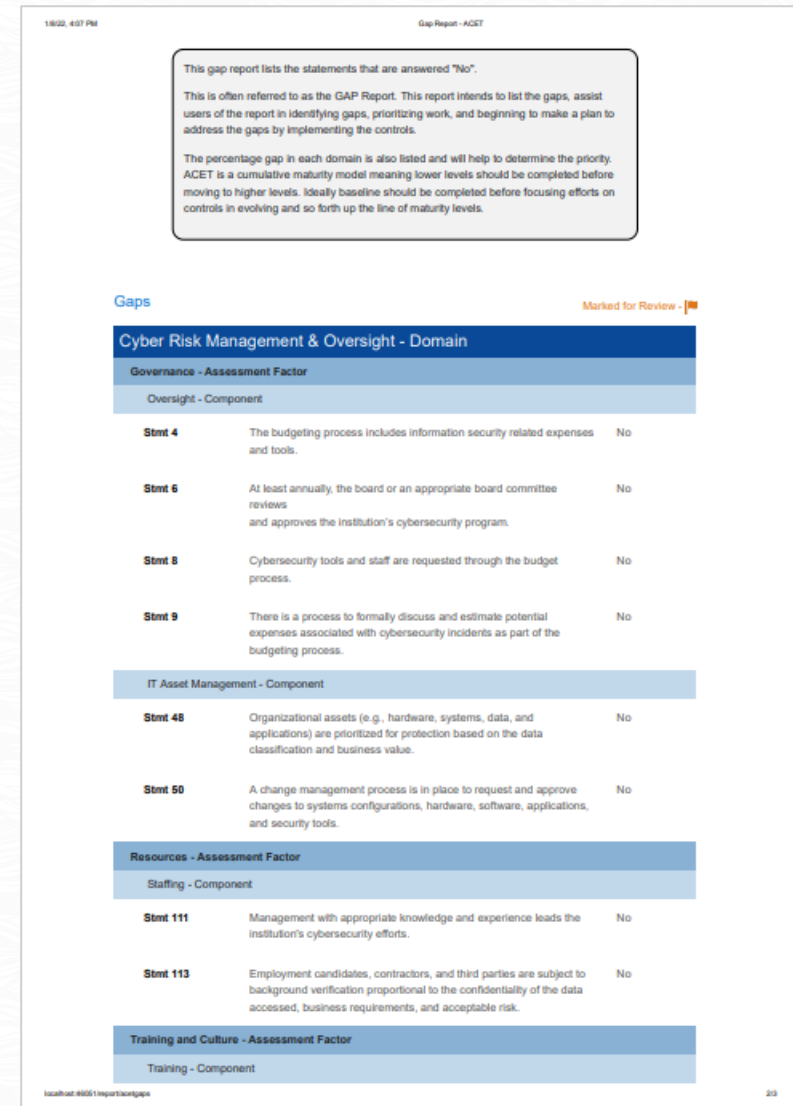 1/8/22, 4:07 PM
Gap Report - ACET
This gap report lists the statements that are answered "No".
This is often referred to as the GAP Report. This report intends to list the gaps, assist
users of the report in identifying gaps, prioritizing work, and beginning to make a plan to
address the gaps by implementing the controls.
The percentage gap in each domain is also listed and will help to determine the priority.
ACET is a cumulative maturity model meaning lower levels should be completed before
moving to higher levels. Ideally baseline should be completed before focusing efforts on
controls in evolving and so forth up the line of maturity levels.
Gaps
Marked for Review -
Cyber Risk Management & Oversight - Domain
Governance - Assessment Factor
Oversight - Component
Stmt 4 The budgeting process includes information security related expenses No
and tools.
Stmt 6 At least annually, the board or an appropriate board committee No
reviews
and approves the institution's cybersecurity program.
Stmt 8 Cybersecurity tools and staff are requested through the budget No
process.
Stmt 9 There is a process to formally discuss and estimate potential No
expenses associated with cybersecurity incidents as part of the
budgeting process.
IT Asset Management - Component
Stmt 48 Organizational assets (e.g., hardware, systems, data, and No
applications) are prioritized for protection based on the data
classification and business value.
Stmt 50 A change management process is in place to request and approve No
changes to systems configurations, hardware, software, applications,
and security tools.
Resources - Assessment Factor
Staffing - Component
Stmt 111 Management with appropriate knowledge and experience leads the No
institution's cybersecurity efforts.
Stmt 113 Employment candidates, contractors, and third parties are subject to No
background verification proportional to the confidentiality of the data
accessed, business requirements, and acceptable risk.
Training and Culture - Assessment Factor
Training - Component
2/3